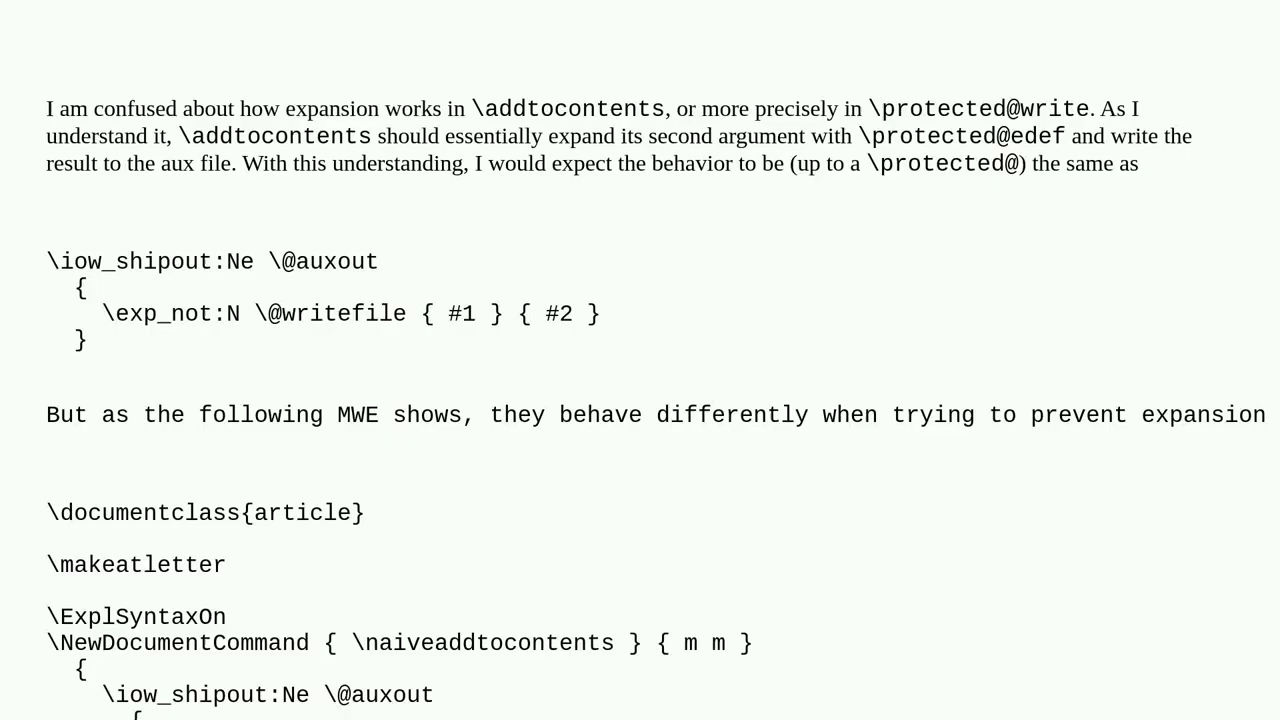 I am confused about how expansion works in \addtocontents, or more precisely in \protected@write. As I
understand it, \addtocontents should essentially expand its second argument with \protected@edef and write the
result to the aux file. With this understanding, I would expect the behavior to be (up to a \protected@) the same as
\iow_shipout:Ne \@auxout
  {
    \exp_not:N \@writefile { #1 } { #2 }
  }
But as the following MWE shows, they behave differently when trying to prevent expansion
\documentclass{article}
\makeatletter
\ExplSyntaxOn
\NewDocumentCommand { \naiveaddtocontents } { m m }
  {
    \iow_shipout:Ne \@auxout
      {